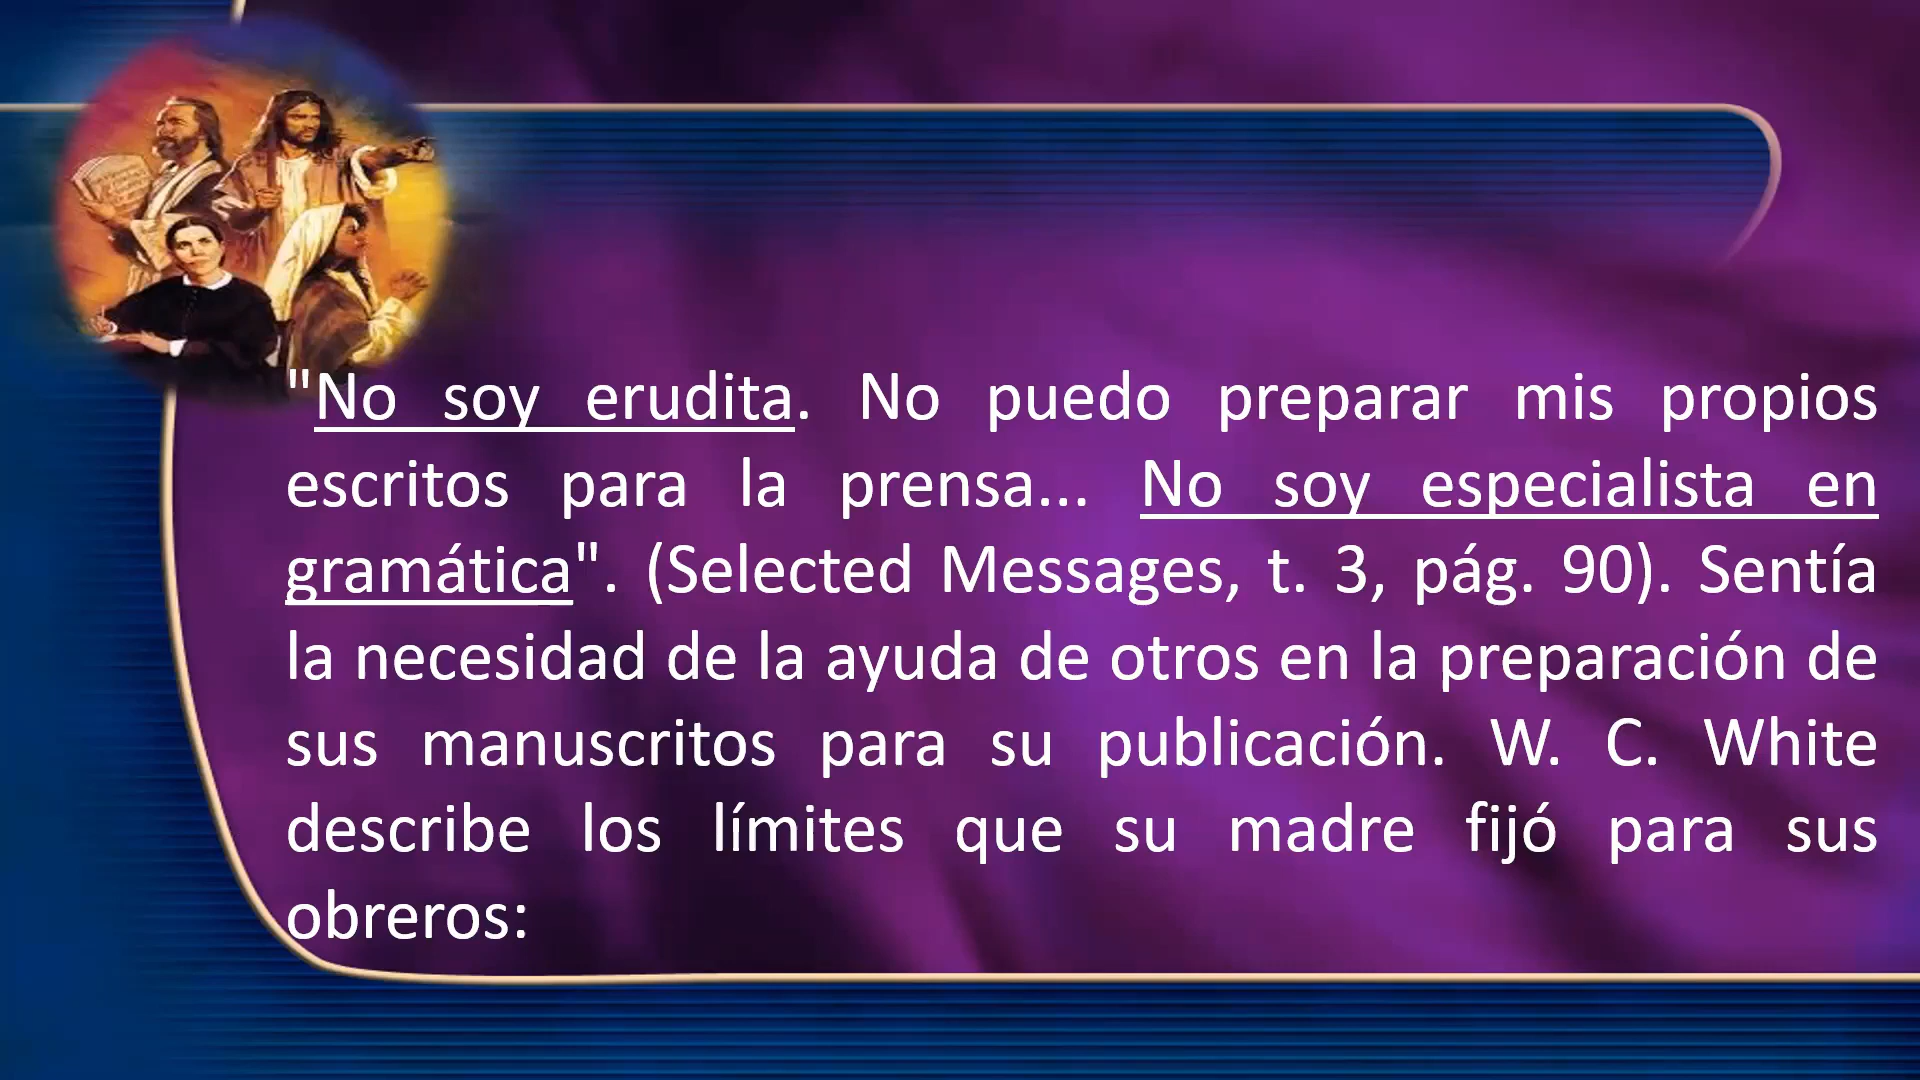 "No soy erudita. No puedo preparar mis propios
escritos para la prensa... No soy especialista en
gramática". (Selected Messages, t. 3, pág. 90). Sentía
la necesidad de la ayuda de otros en la preparación de
sus manuscritos para su publicación. W. C. White
describe los límites que su madre fijó para sus
obreros: